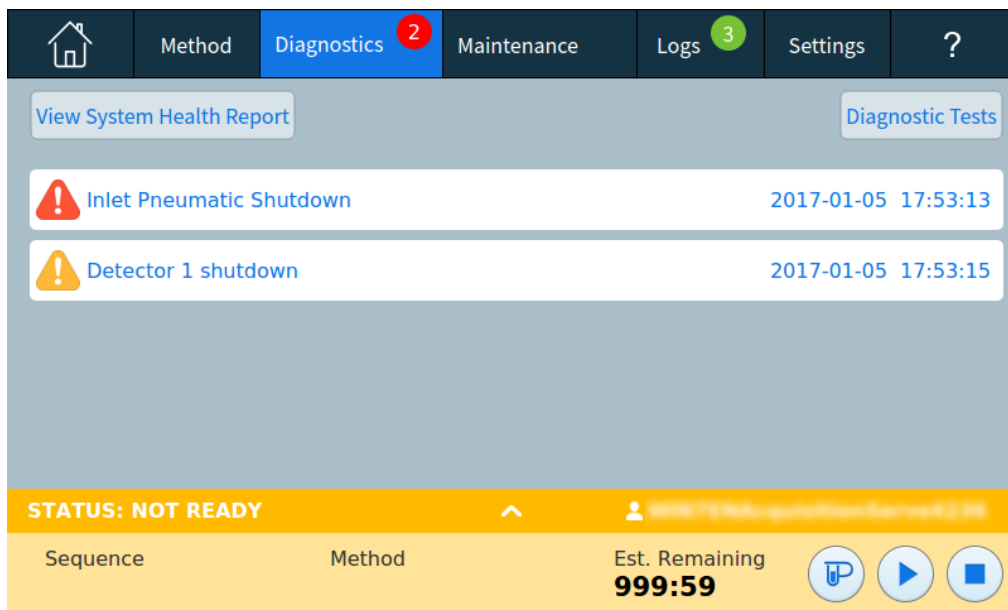 Method Diagnostics 2 Maintenance Logs 3 Settings ?
View System Health Report Diagnostic Tests
Inlet Pneumatic Shutdown 2017-01-05 17:53:13
Detector 1 shutdown 2017-01-05 17:53:15
STATUS: NOT READY
Sequence Method Est. Remaining
999:59